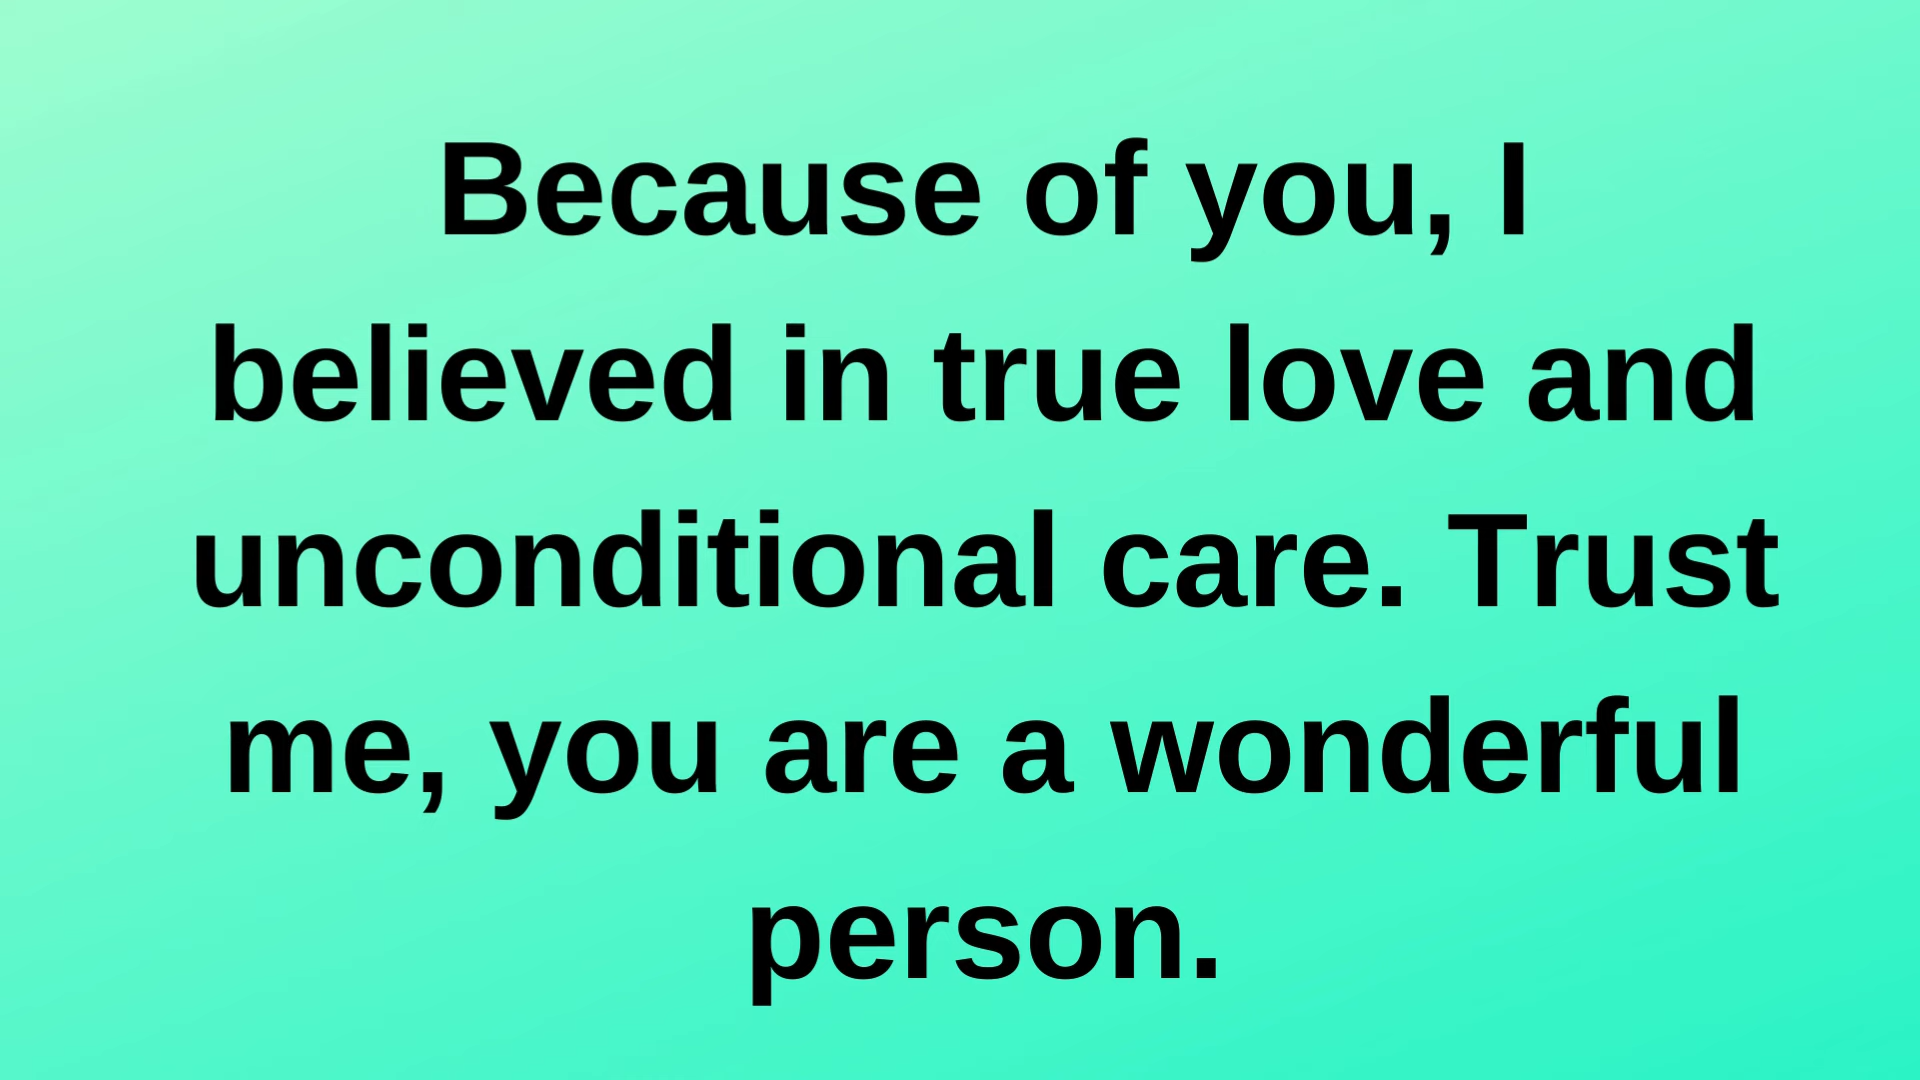 Because of you, I
believed in true love and
unconditional care. Trust
me, you are a wonderful
person.